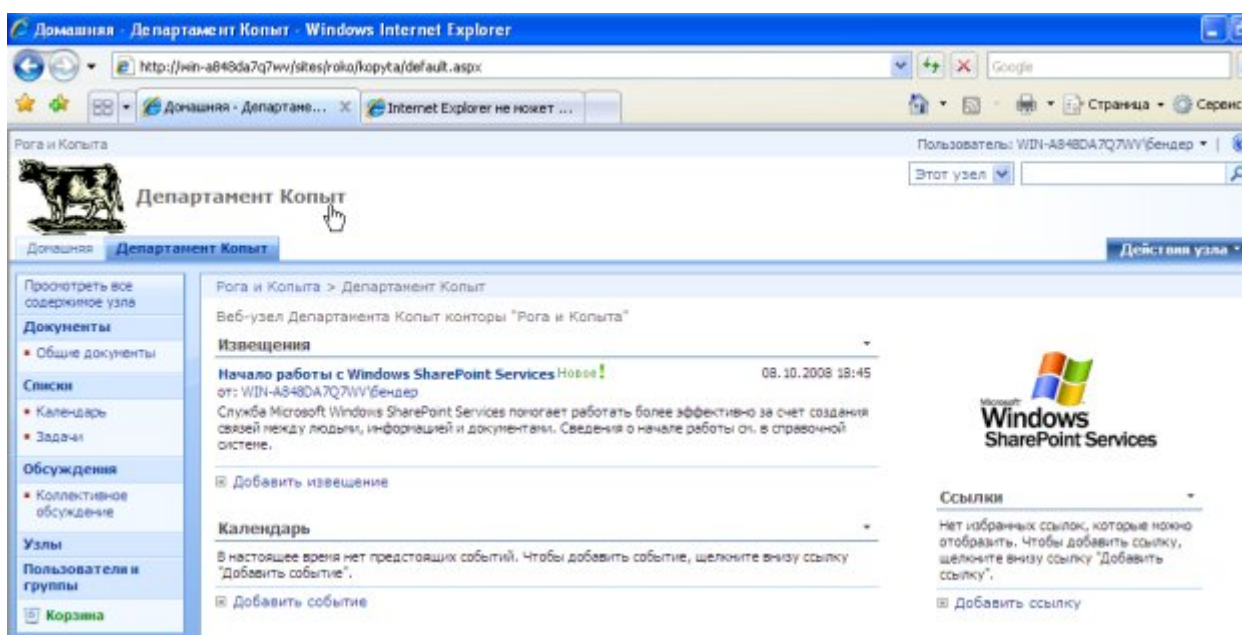 Домашняя - Департамент Копыт - Windows Internet Explorer
http://win-a848da7q7wv/sites/roko/kopyta/default.aspx
Google
Домашняя - Департаме...
Internet Explorer не может ...
Страница
Сервис
Рога и Копыта
Пользователь: WIN-A848DA7Q7WV\бендер
Департамент Копыт
Этот узел
Домашняя
Департамент Копыт
Действия узла
Просмотреть все
содержимое узла
Документы
Общие документы
Списки
Календарь
Задачи
Обсуждения
Коллективное
обсуждение
Узлы
Пользователи и
группы
Корзина
Рога и Копыта > Департамент Копыт
Веб-узел Департамента Копыт конторы "Рога и Копыта"
Извещения
Начало работы с Windows SharePoint Services Новое!
08.10.2008 18:45
от: WIN-A848DA7Q7WV\бендер
Служба Microsoft Windows SharePoint Services помогает работать более эффективно за счет создания
связей между людьми, информацией и документами. Сведения о начале работы см. в справочной
системе.
Добавить извещение
Календарь
В настоящее время нет предстоящих событий. Чтобы добавить событие, щелкните внизу ссылку
"Добавить событие".
Добавить событие
Microsoft
Windows
SharePoint Services
Ссылки
Нет избранных ссылок, которые можно
отобразить. Чтобы добавить ссылку,
щелкните внизу ссылку "Добавить
ссылку".
Добавить ссылку